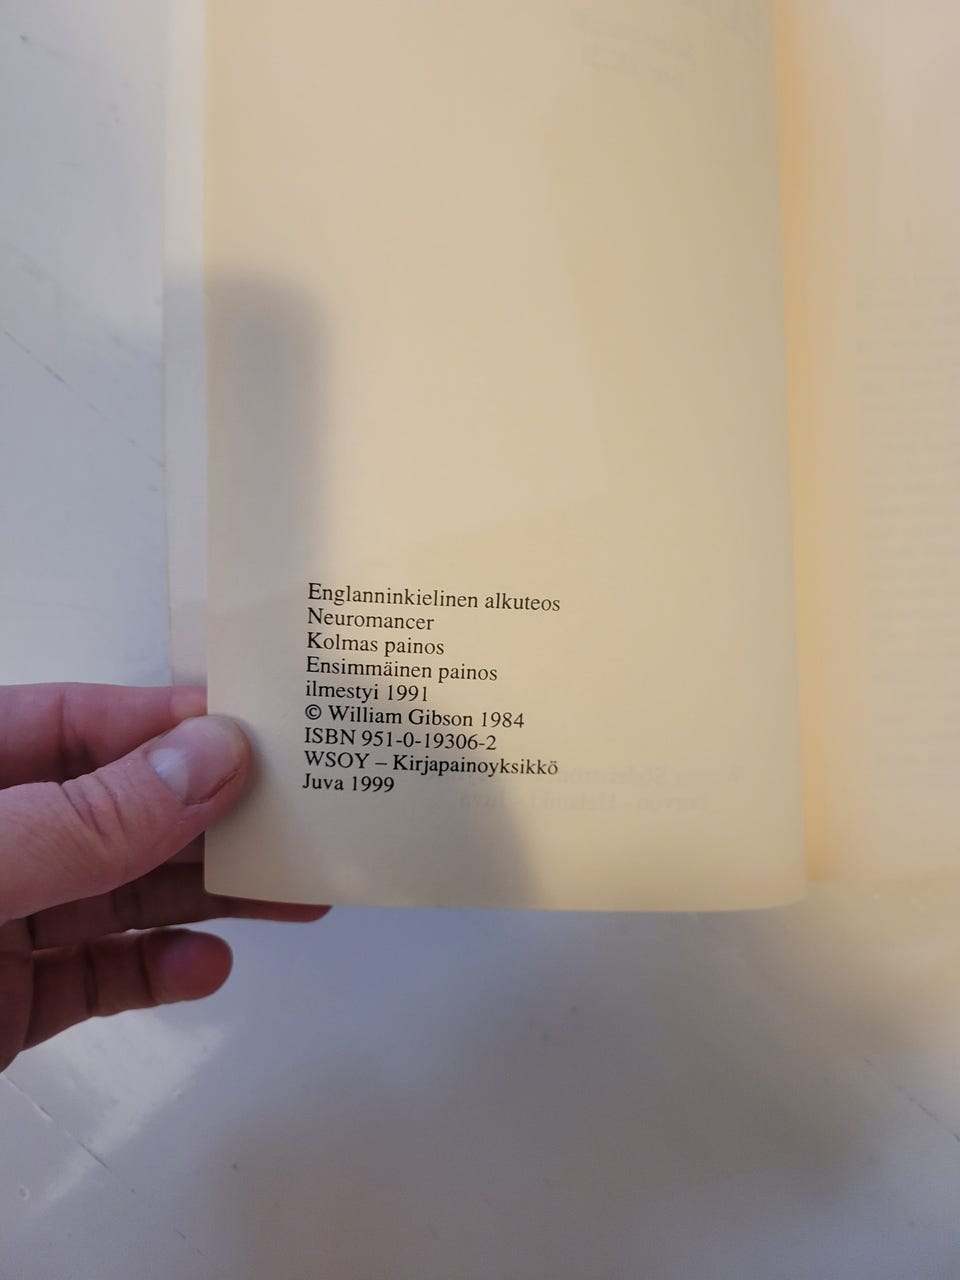 Englanninkielinen alkuteos
Neuromancer
Kolmas painos
Ensimmäinen painos
ilmestyi 1991
© William Gibson 1984
ISBN 951-0-19306-2
WSOY – Kirjapainoyksikkö
Juva 1999